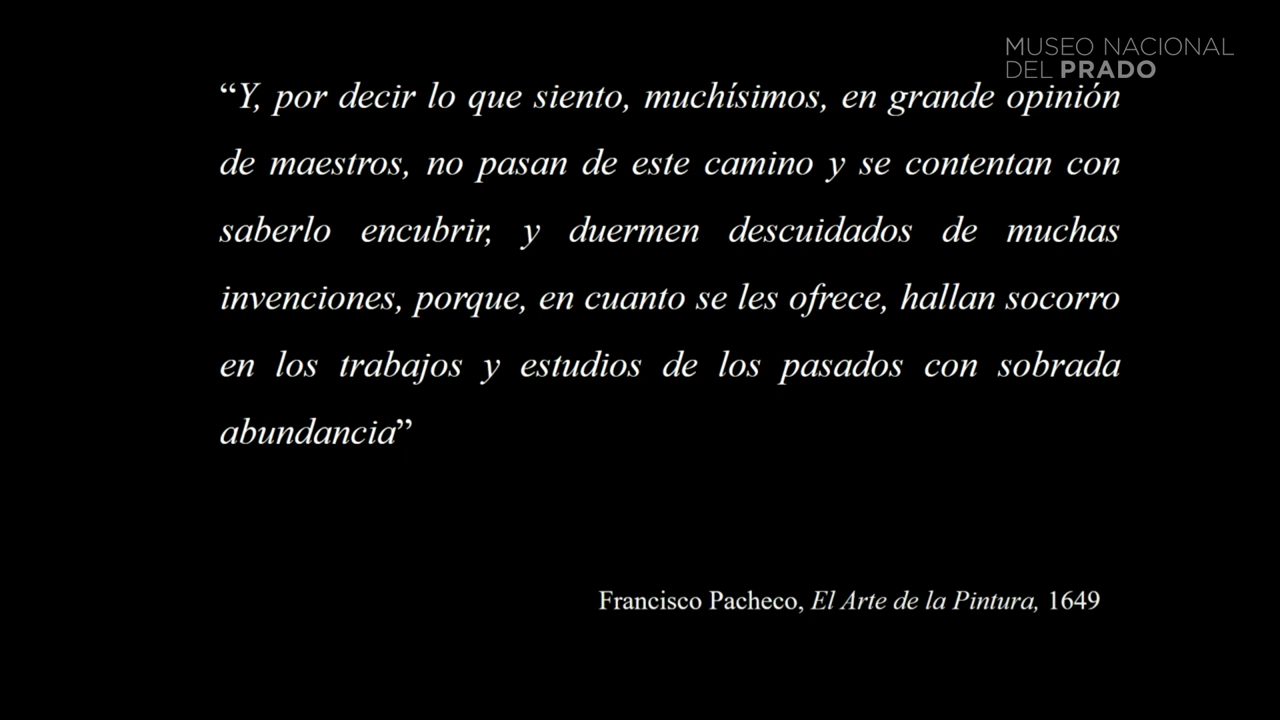 MUSEO NACIONAL
DEL PRADO
“Y, por decir lo que siento, muchísimos, en grande opinión
de maestros, no pasan de este camino y se contentan con
saberlo encubrir, y duermen descuidados de muchas
invenciones, porque, en cuanto se les ofrece, hallan socorro
en los trabajos y estudios de los pasados con sobrada
abundancia”
Francisco Pacheco, El Arte de la Pintura, 1649